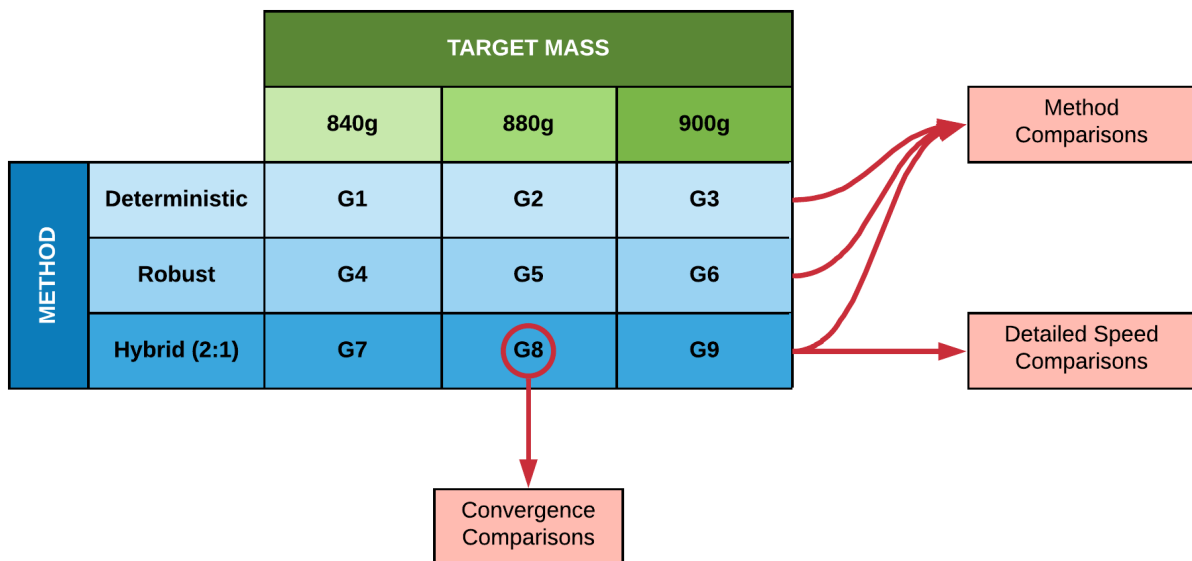 TARGET MASS
840g
880g
900g
METHOD
Deterministic
G1
G2
G3
Robust
G4
G5
G6
Hybrid (2:1)
G7
G8
G9
Method
Comparisons
Detailed Speed
Comparisons
Convergence
Comparisons